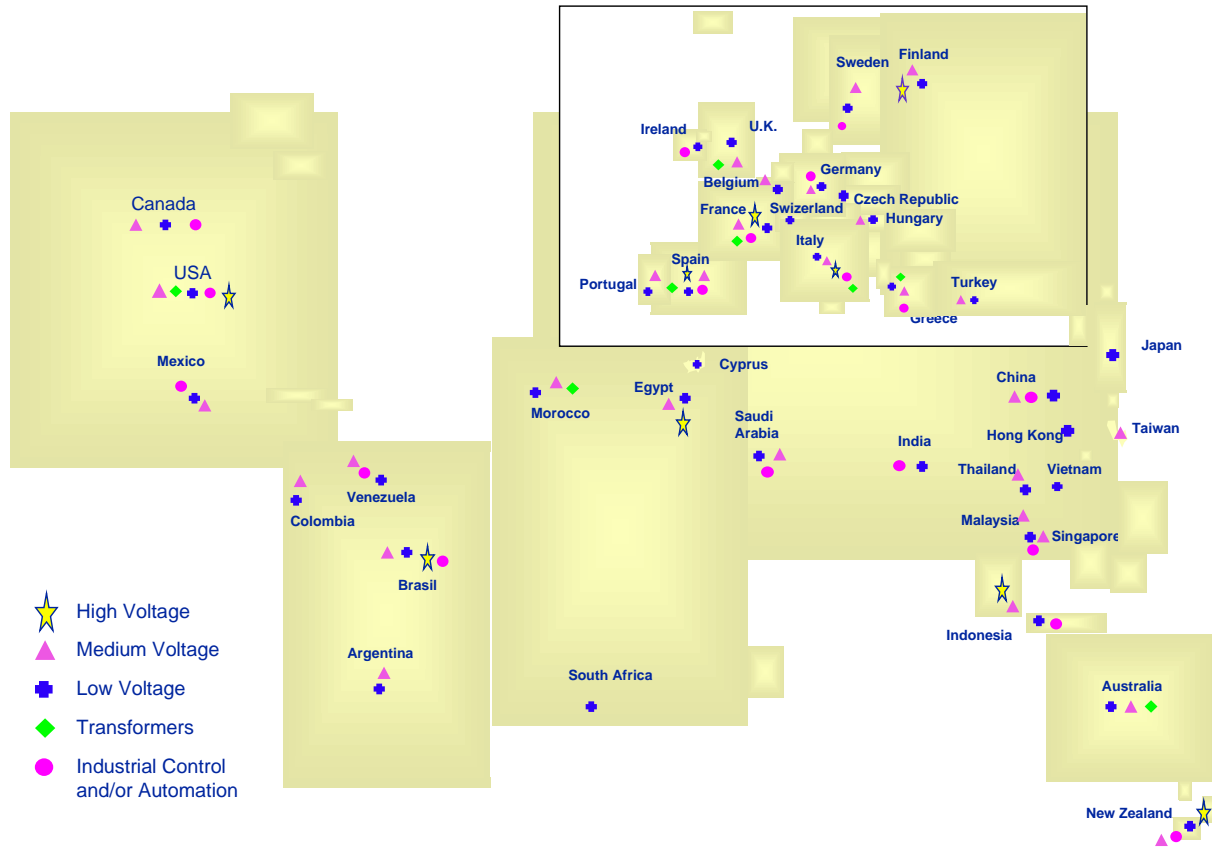 Finland
Sweden
U.K.
Ireland
Germany
Belgium
Czech Republic
France
Swizerland
Hungary
Italy
Spain
Portugal
Turkey
Greece
Canada
USA
Mexico
Japan
Cyprus
China
Egypt
Morocco
Saudi
Arabia
Taiwan
Hong Kong
India
Thailand
Vietnam
Venezuela
Colombia
Malaysia
Singapore
Brasil
High Voltage
Indonesia
Medium Voltage
Argentina
South Africa
Low Voltage
Australia
Transformers
Industrial Control
and/or Automation
New Zealand